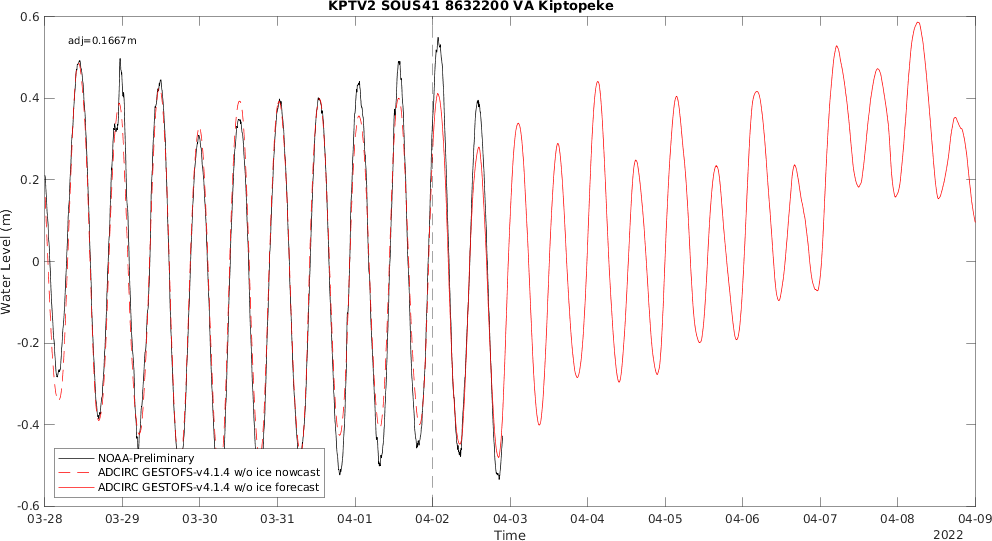 KPTV2 SOUS41 8632200 VA Kiptopeke
adj=0.1667m
Water Level (m)
0.6
0.4
0.2
0
-0.2
-0.4
-0.6
NOAA-Preliminary
ADCIRC GESTOFS-v4.1.4 w/o ice nowcast
ADCIRC GESTOFS-v4.1.4 w/o ice forecast
03-28 03-29 03-30 03-31 04-01 04-02 04-03 04-04 04-05 04-06 04-07 04-08 04-09
Time
2022